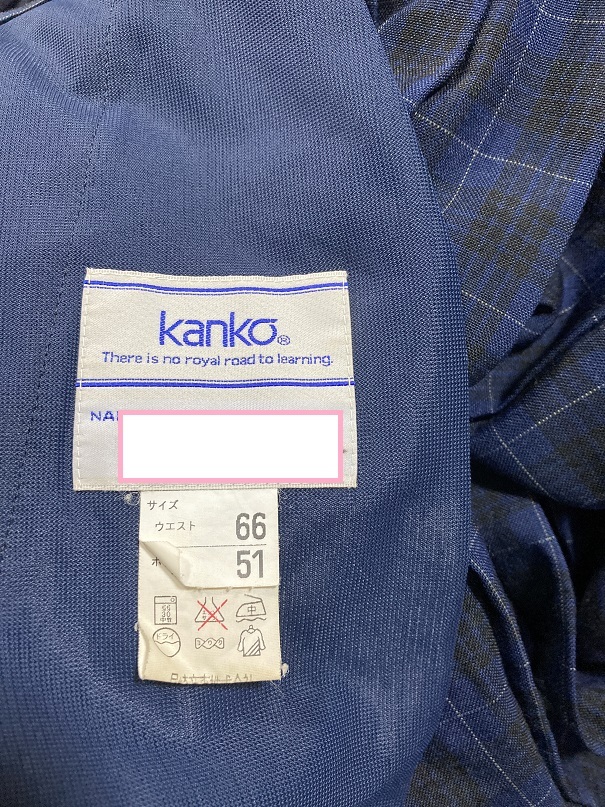 kanko®
There is no royal road to learning.
NA
サイズ
ウエスト 66
51
中
ドライ